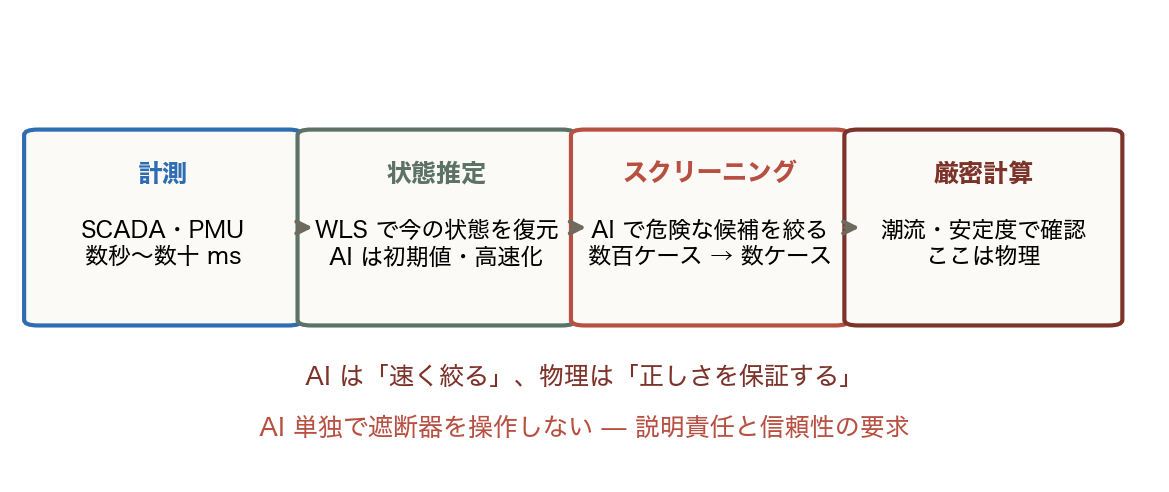 計測
SCADA・PMU
数秒～数十 ms
状態推定
WLS で今の状態を復元
AI は初期値・高速化
スクリーニング
AI で危険な候補を絞る
数百ケース → 数ケース
厳密計算
潮流・安定度で確認
ここは物理
AI は「速く絞る」、物理は「正しさを保証する」
AI 単独で遮断器を操作しない — 説明責任と信頼性の要求